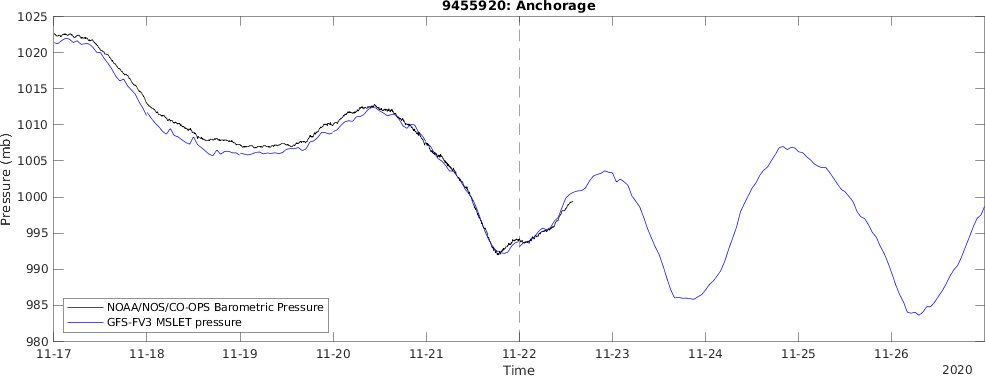 9455920: Anchorage
1025
1020
1015
1010
1005
1000
995
990
985
980
Pressure (mb)
NOAA/NOS/CO-OPS Barometric Pressure
GFS-FV3 MSLET pressure
11-17 11-18 11-19 11-20 11-21 11-22 11-23 11-24 11-25 11-26
Time
2020